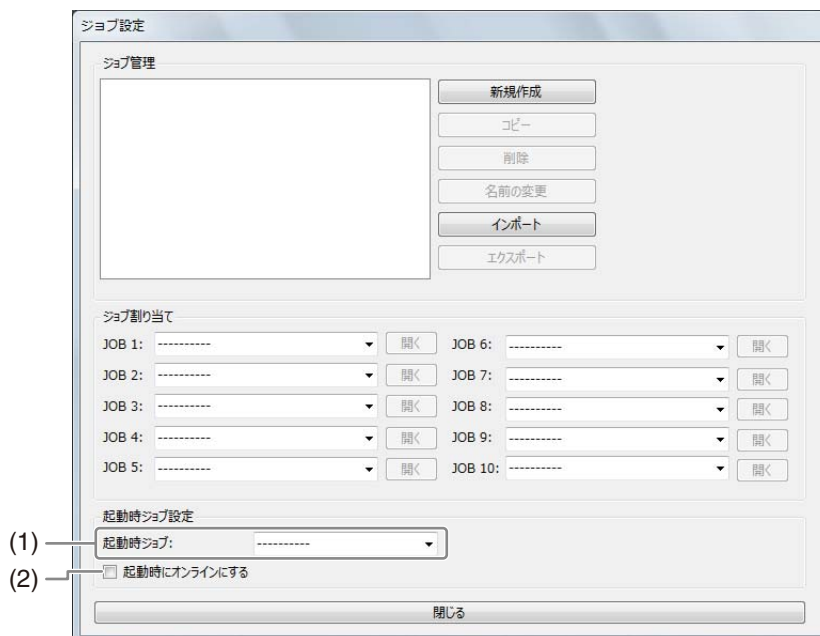 ジョブ設定
ジョブ管理
新規作成
コピー
削除
名前の変更
インポート
エクスポート
ジョブ割り当て
JOB 1: ---------- 開く
JOB 2: ---------- 開く
JOB 3: ---------- 開く
JOB 4: ---------- 開く
JOB 5: ---------- 開く
JOB 6: ---------- 開く
JOB 7: ---------- 開く
JOB 8: ---------- 開く
JOB 9: ---------- 開く
JOB 10: ---------- 開く
起動時ジョブ設定
(1) 起動時ジョブ: ----------
(2) 起動時にオンラインにする
閉じる